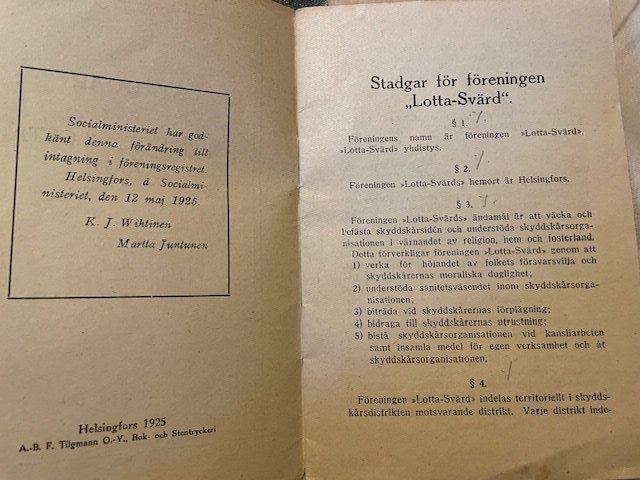 Socialministeriet har god-
känt denna förändring till
intagning i föreningsregistret.
Helsingfors, å Socialmi-
nisteriet, den 12 maj 1925.
K. J. Wihtinen
Martta Juntunen
Helsingfors 1925
A.-B. F. Tilgmann O.-Y., Bok- och Stentryckeri
Stadgar för föreningen
„Lotta-Svärd“.
§ 1.
Föreningens namn är föreningen »Lotta-Svärd»,
»Lotta-Svärd» yhdistys.
§ 2.
Föreningen »Lotta-Svärds» hemort är Helsingfors.
§ 3.
Föreningen »Lotta-Svärds» ändamål är att väcka och
befästa skyddskårsidén och understöda skyddskårsorga-
nisationen i värnandet av religion, hem och fosterland.
Detta förverkligar föreningen »Lotta-Svärd» genom att
1) verka för höjandet av folkets försvarsvilja och
skyddskårernas moraliska duglighet;
2) understöda sanitetsväsendet inom skyddskårsorga-
nisationen;
3) biträda vid skyddskårernas förplägning;
4) bidraga till skyddskårernas utrustning;
5) bistå skyddskårsorganisationen vid kansliarbeten
samt insamla medel för egen verksamhet och åt
skyddskårsorganisationen.
§ 4.
Föreningen »Lotta-Svärd» indelas territoriellt i skydds-
kårsdistrikten motsvarande distrikt. Varje distrikt inde-